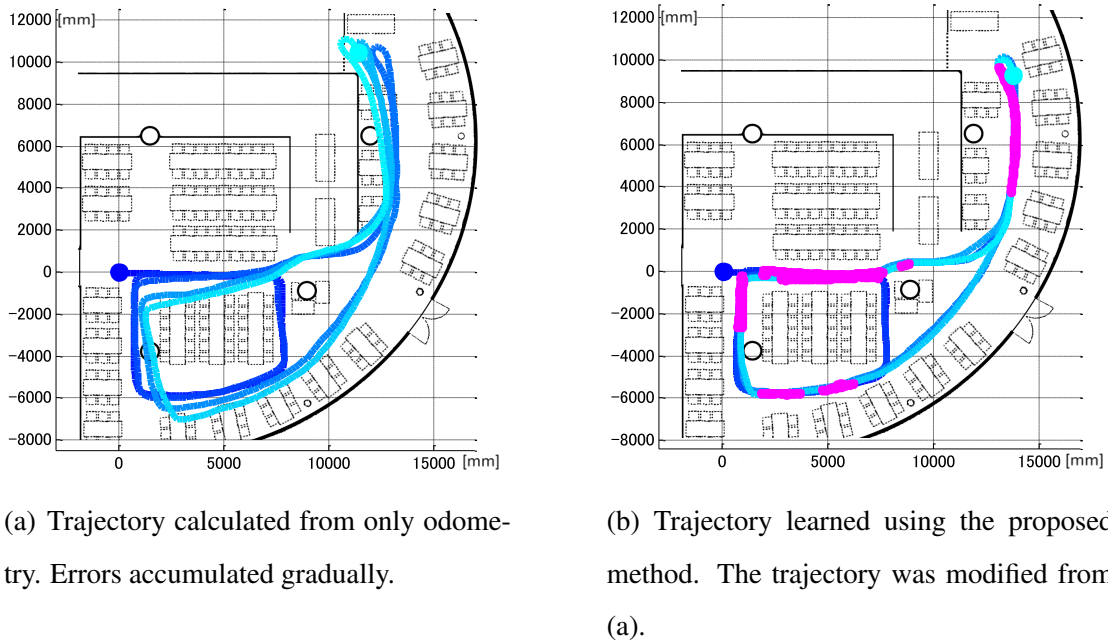 12000 [mm]
10000
8000
6000
4000
2000
0
−2000
−4000
−6000
−8000
0 5000 10000 15000 [mm]
12000 [mm]
10000
8000
6000
4000
2000
0
−2000
−4000
−6000
−8000
0 5000 10000 15000 [mm]
(a) Trajectory calculated from only odome-
try. Errors accumulated gradually.
(b) Trajectory learned using the proposed
method. The trajectory was modified from
(a).